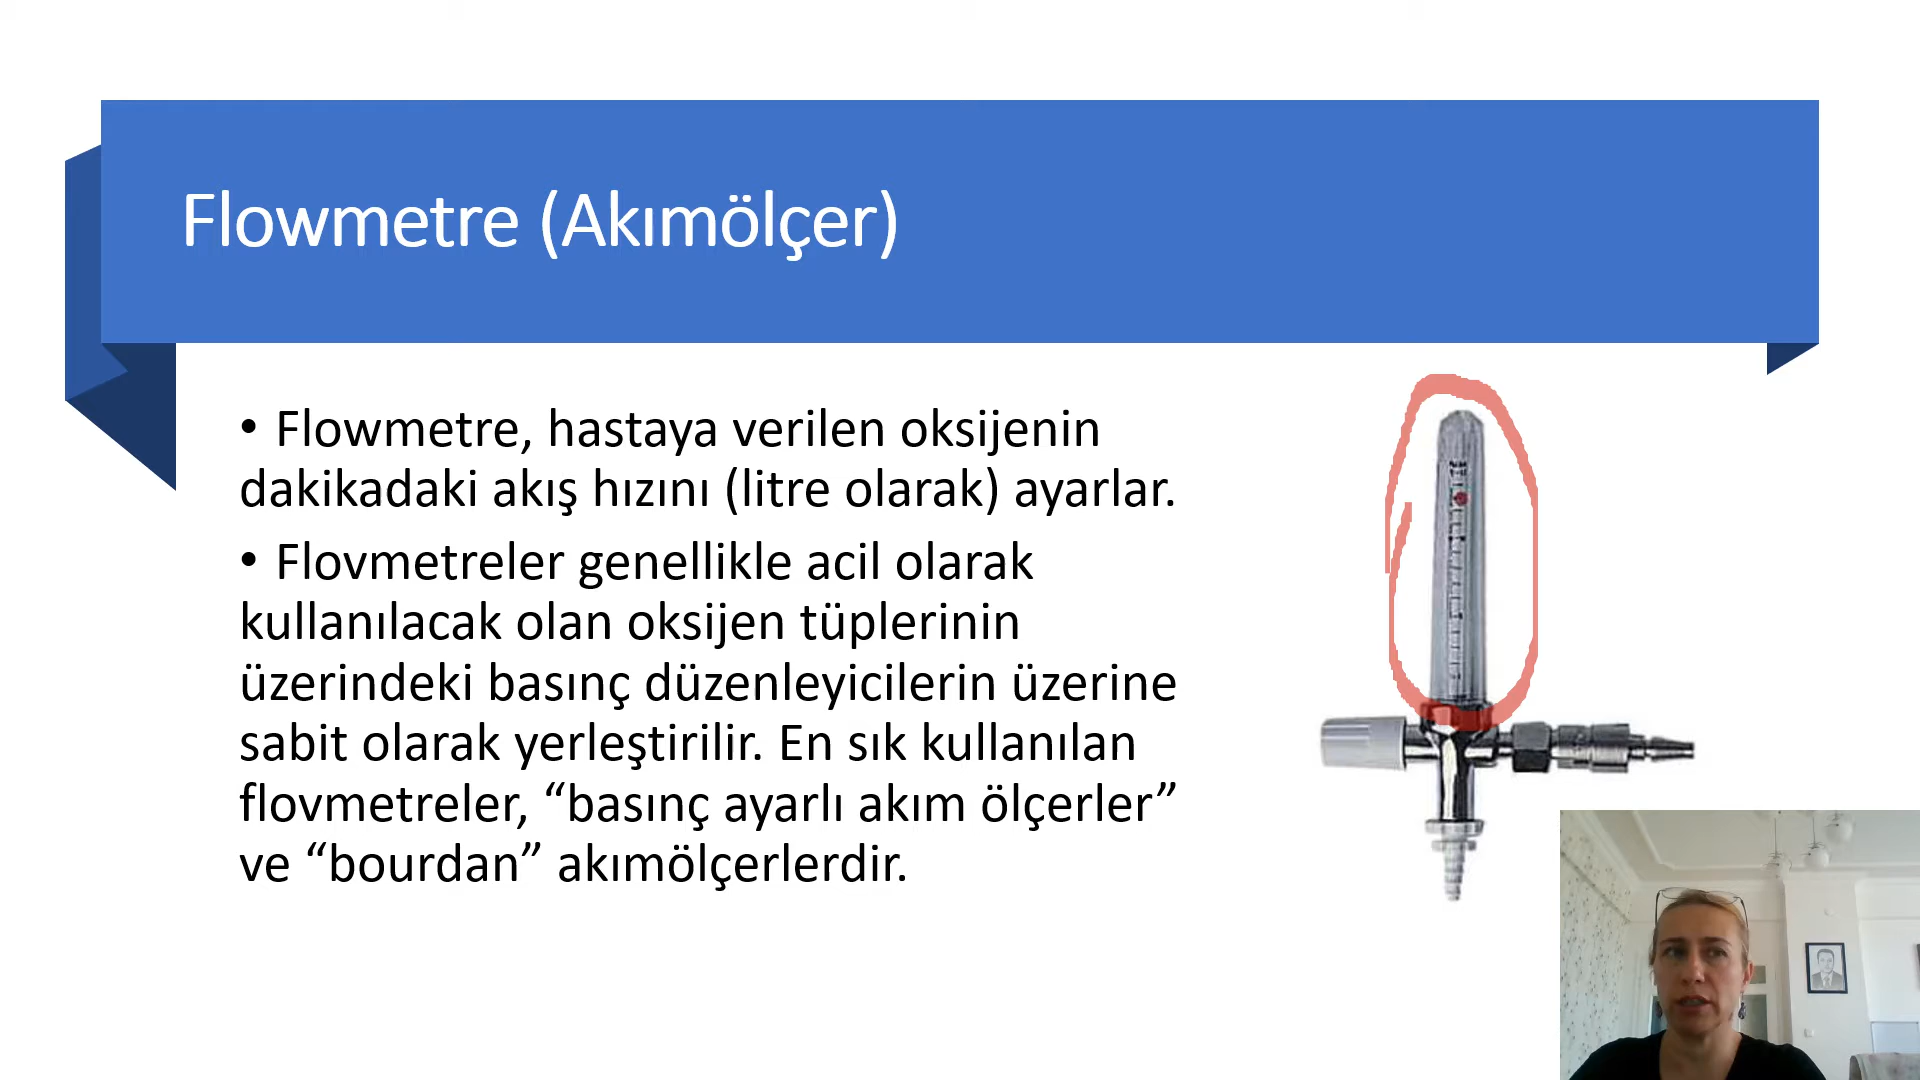 Flowmetre (Akımölçer)
• Flowmetre, hastaya verilen oksijenin
dakikadaki akış hızını (litre olarak) ayarlar.
• Flovmetreler genellikle acil olarak
kullanılacak olan oksijen tüplerinin
üzerindeki basınç düzenleyicilerin üzerine
sabit olarak yerleştirilir. En sık kullanılan
flovmetreler, “basınç ayarlı akım ölçerler”
ve “bourdan” akımölçerlerdir.